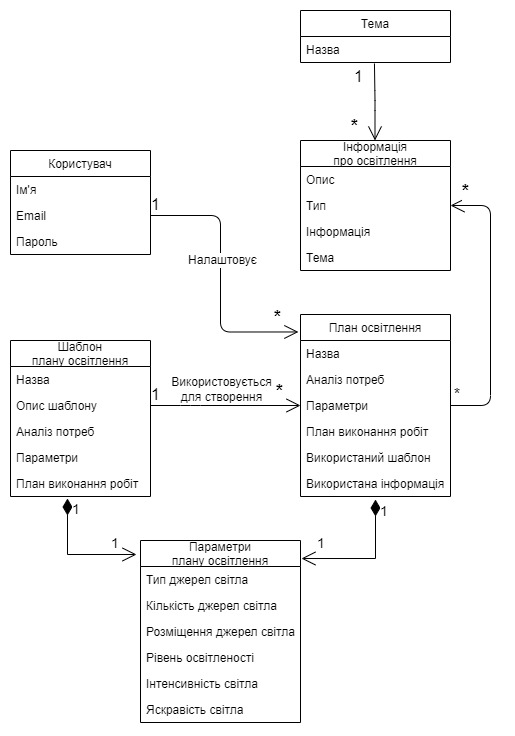 Тема
Назва
1
*
Інформація
про освітлення
Опис
Тип
Інформація
Тема
*
Користувач
Ім'я
Email
Пароль
1
Налаштовує
*
План освітлення
Назва
Аналіз потреб
Параметри
План виконання робіт
Використаний шаблон
Використана інформація
*
Шаблон
плану освітлення
Назва
Опис шаблону
Аналіз потреб
Параметри
План виконання робіт
1
Використовується
для створення
*
1
1
1
1
Параметри
плану освітлення
Тип джерел світла
Кількість джерел світла
Розміщення джерел світла
Рівень освітленості
Інтенсивність світла
Яскравість світла